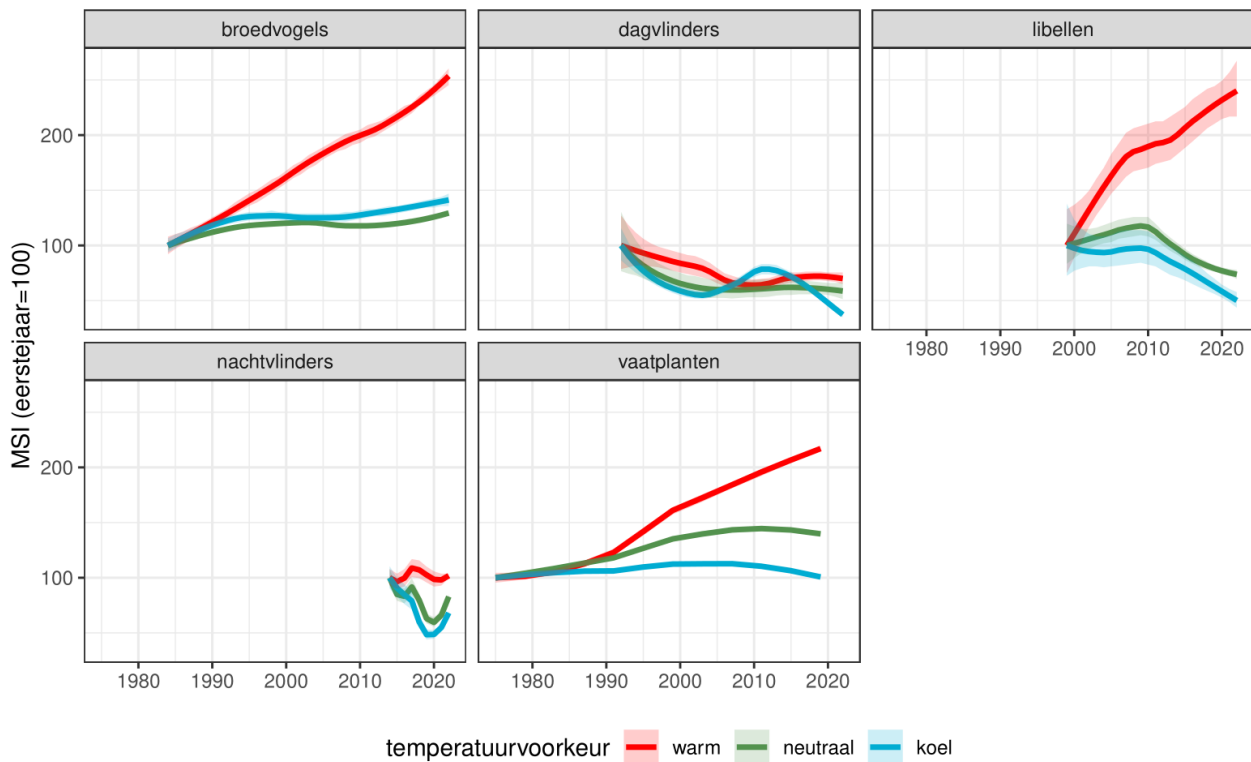 broedvogels
dagvlinders
libellen
MSI (eerstejaar=100)
200
100
1980 1990 2000 2010 2020
nachtvlinders
vaatplanten
200
100
1980 1990 2000 2010 2020
1980 1990 2000 2010 2020
temperatuurvoorkeur warm neutraal koel